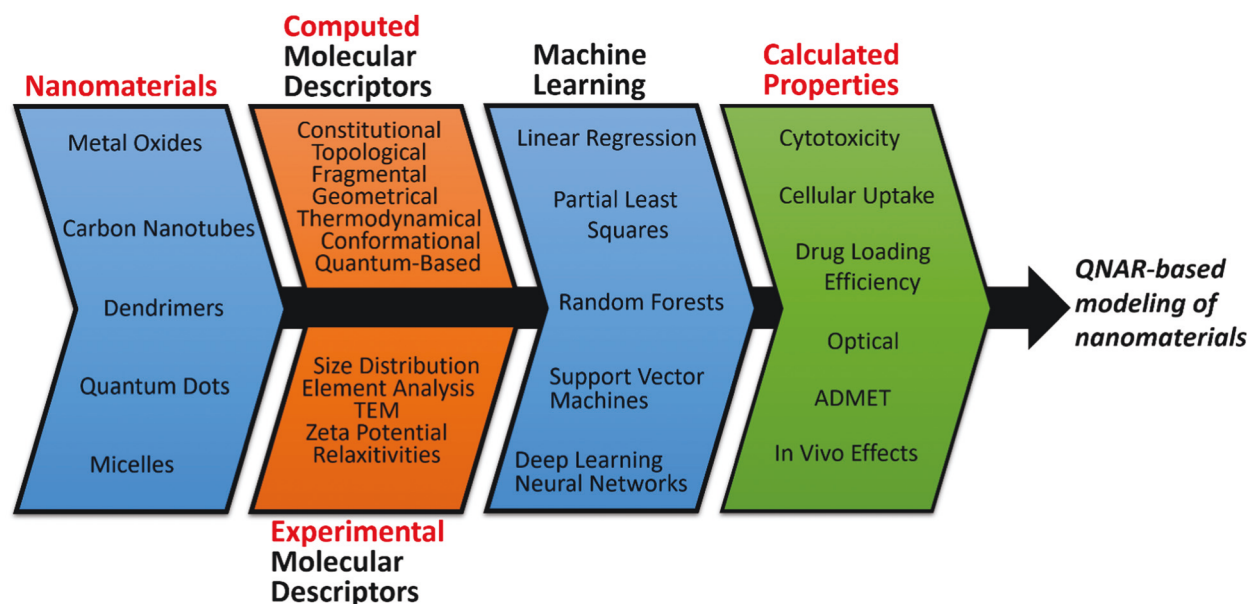 Nanomaterials
Metal Oxides
Carbon Nanotubes
Dendrimers
Quantum Dots
Micelles
Computed
Molecular
Descriptors
Constitutional
Topological
Fragmental
Geometrical
Thermodynamical
Conformational
Quantum-Based
Size Distribution
Element Analysis
TEM
Zeta Potential
Relaxitivities
Experimental
Molecular
Descriptors
Machine
Learning
Linear Regression
Partial Least
Squares
Random Forests
Support Vector
Machines
Deep Learning
Neural Networks
Calculated
Properties
Cytotoxicity
Cellular Uptake
Drug Loading
Efficiency
Optical
ADMET
In Vivo Effects
QNAR-based
modeling of
nanomaterials